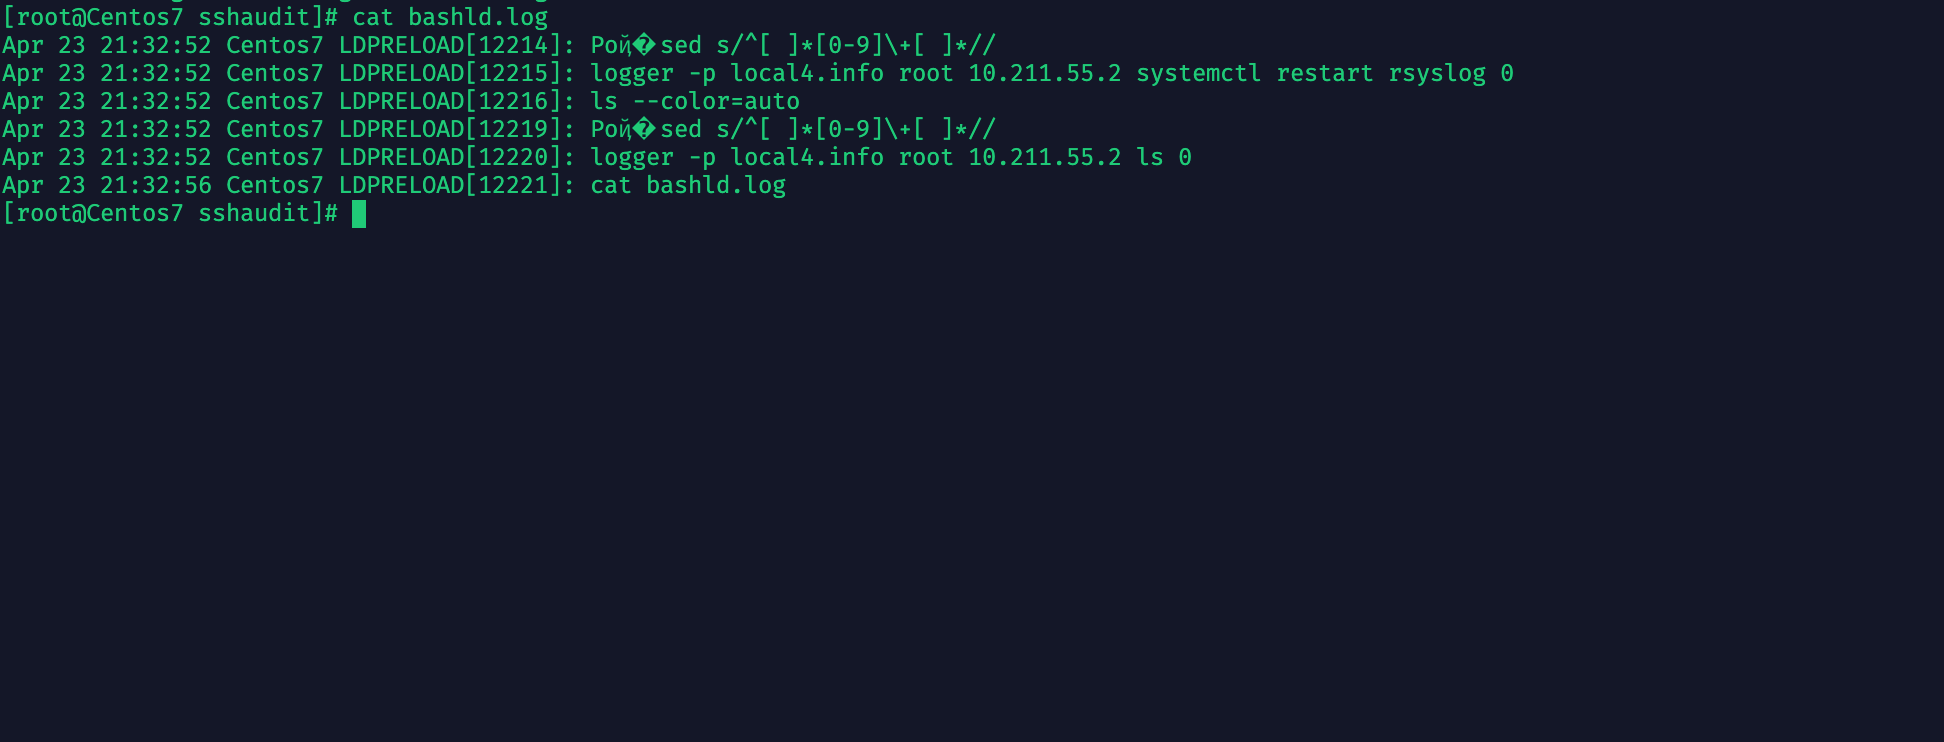 [root@Centos7 sshaudit]# cat bashld.log
Apr 23 21:32:52 Centos7 LDPRELOAD[12214]: Poҋ�sed s/^[ ]*[0-9]\+[ ]*//
Apr 23 21:32:52 Centos7 LDPRELOAD[12215]: logger -p local4.info root 10.211.55.2 systemctl restart rsyslog 0
Apr 23 21:32:52 Centos7 LDPRELOAD[12216]: ls --color=auto
Apr 23 21:32:52 Centos7 LDPRELOAD[12219]: Poҋ�sed s/^[ ]*[0-9]\+[ ]*//
Apr 23 21:32:52 Centos7 LDPRELOAD[12220]: logger -p local4.info root 10.211.55.2 ls 0
Apr 23 21:32:56 Centos7 LDPRELOAD[12221]: cat bashld.log
[root@Centos7 sshaudit]#